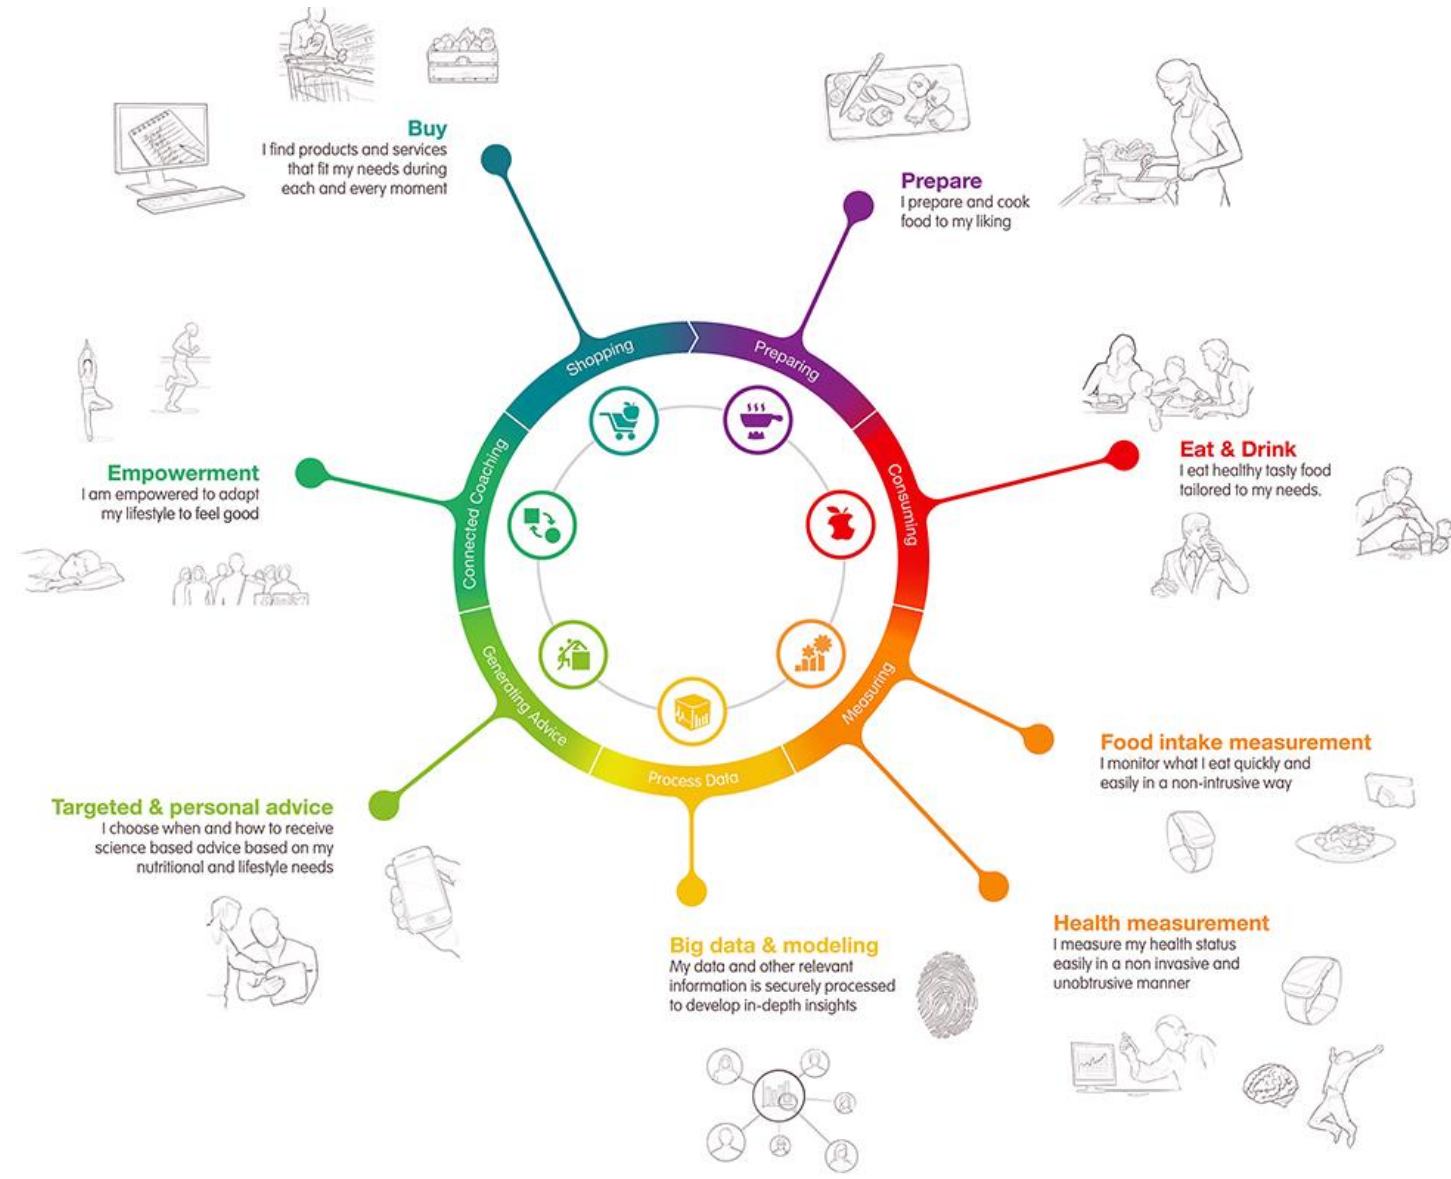 Buy
I find products and services
that fit my needs during
each and every moment
Prepare
I prepare and cook
food to my liking
Shopping
Preparing
Eat & Drink
I eat healthy tasty food
tailored to my needs.
Consuming
Connected Coaching
Empowerment
I am empowered to adapt
my lifestyle to feel good
Generating Advice
Measuring
Process Data
Food intake measurement
I monitor what I eat quickly and
easily in a non-intrusive way
Targeted & personal advice
I choose when and how to receive
science based advice based on my
nutritional and lifestyle needs
Health measurement
I measure my health status
easily in a non invasive and
unobtrusive manner
Big data & modeling
My data and other relevant
information is securely processed
to develop in-depth insights